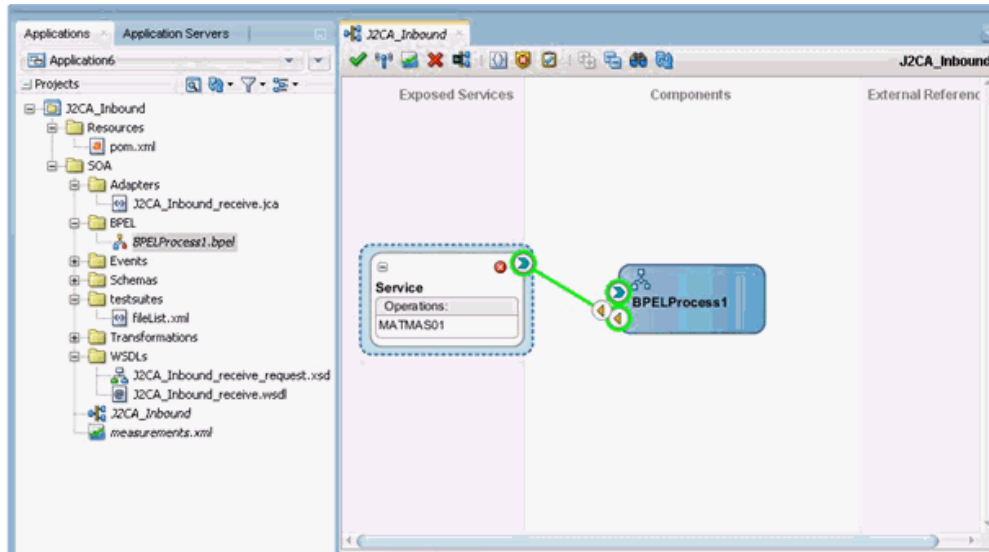 Applications
Application Servers
Application6
Projects
J2CA_Inbound
Resources
pom.xml
SOA
Adapters
J2CA_Inbound_receive.jca
BPEL
BPELProcess1.bpel
Events
Schemas
testsuites
fileList.xml
Transformations
WSDLs
J2CA_Inbound_receive_request.xsd
J2CA_Inbound_receive.wsdl
J2CA_Inbound
measurements.xml
J2CA_Inbound
J2CA_Inbound
Exposed Services
Components
External Referenc
Service
Operations:
MATMAS01
BPELProcess1